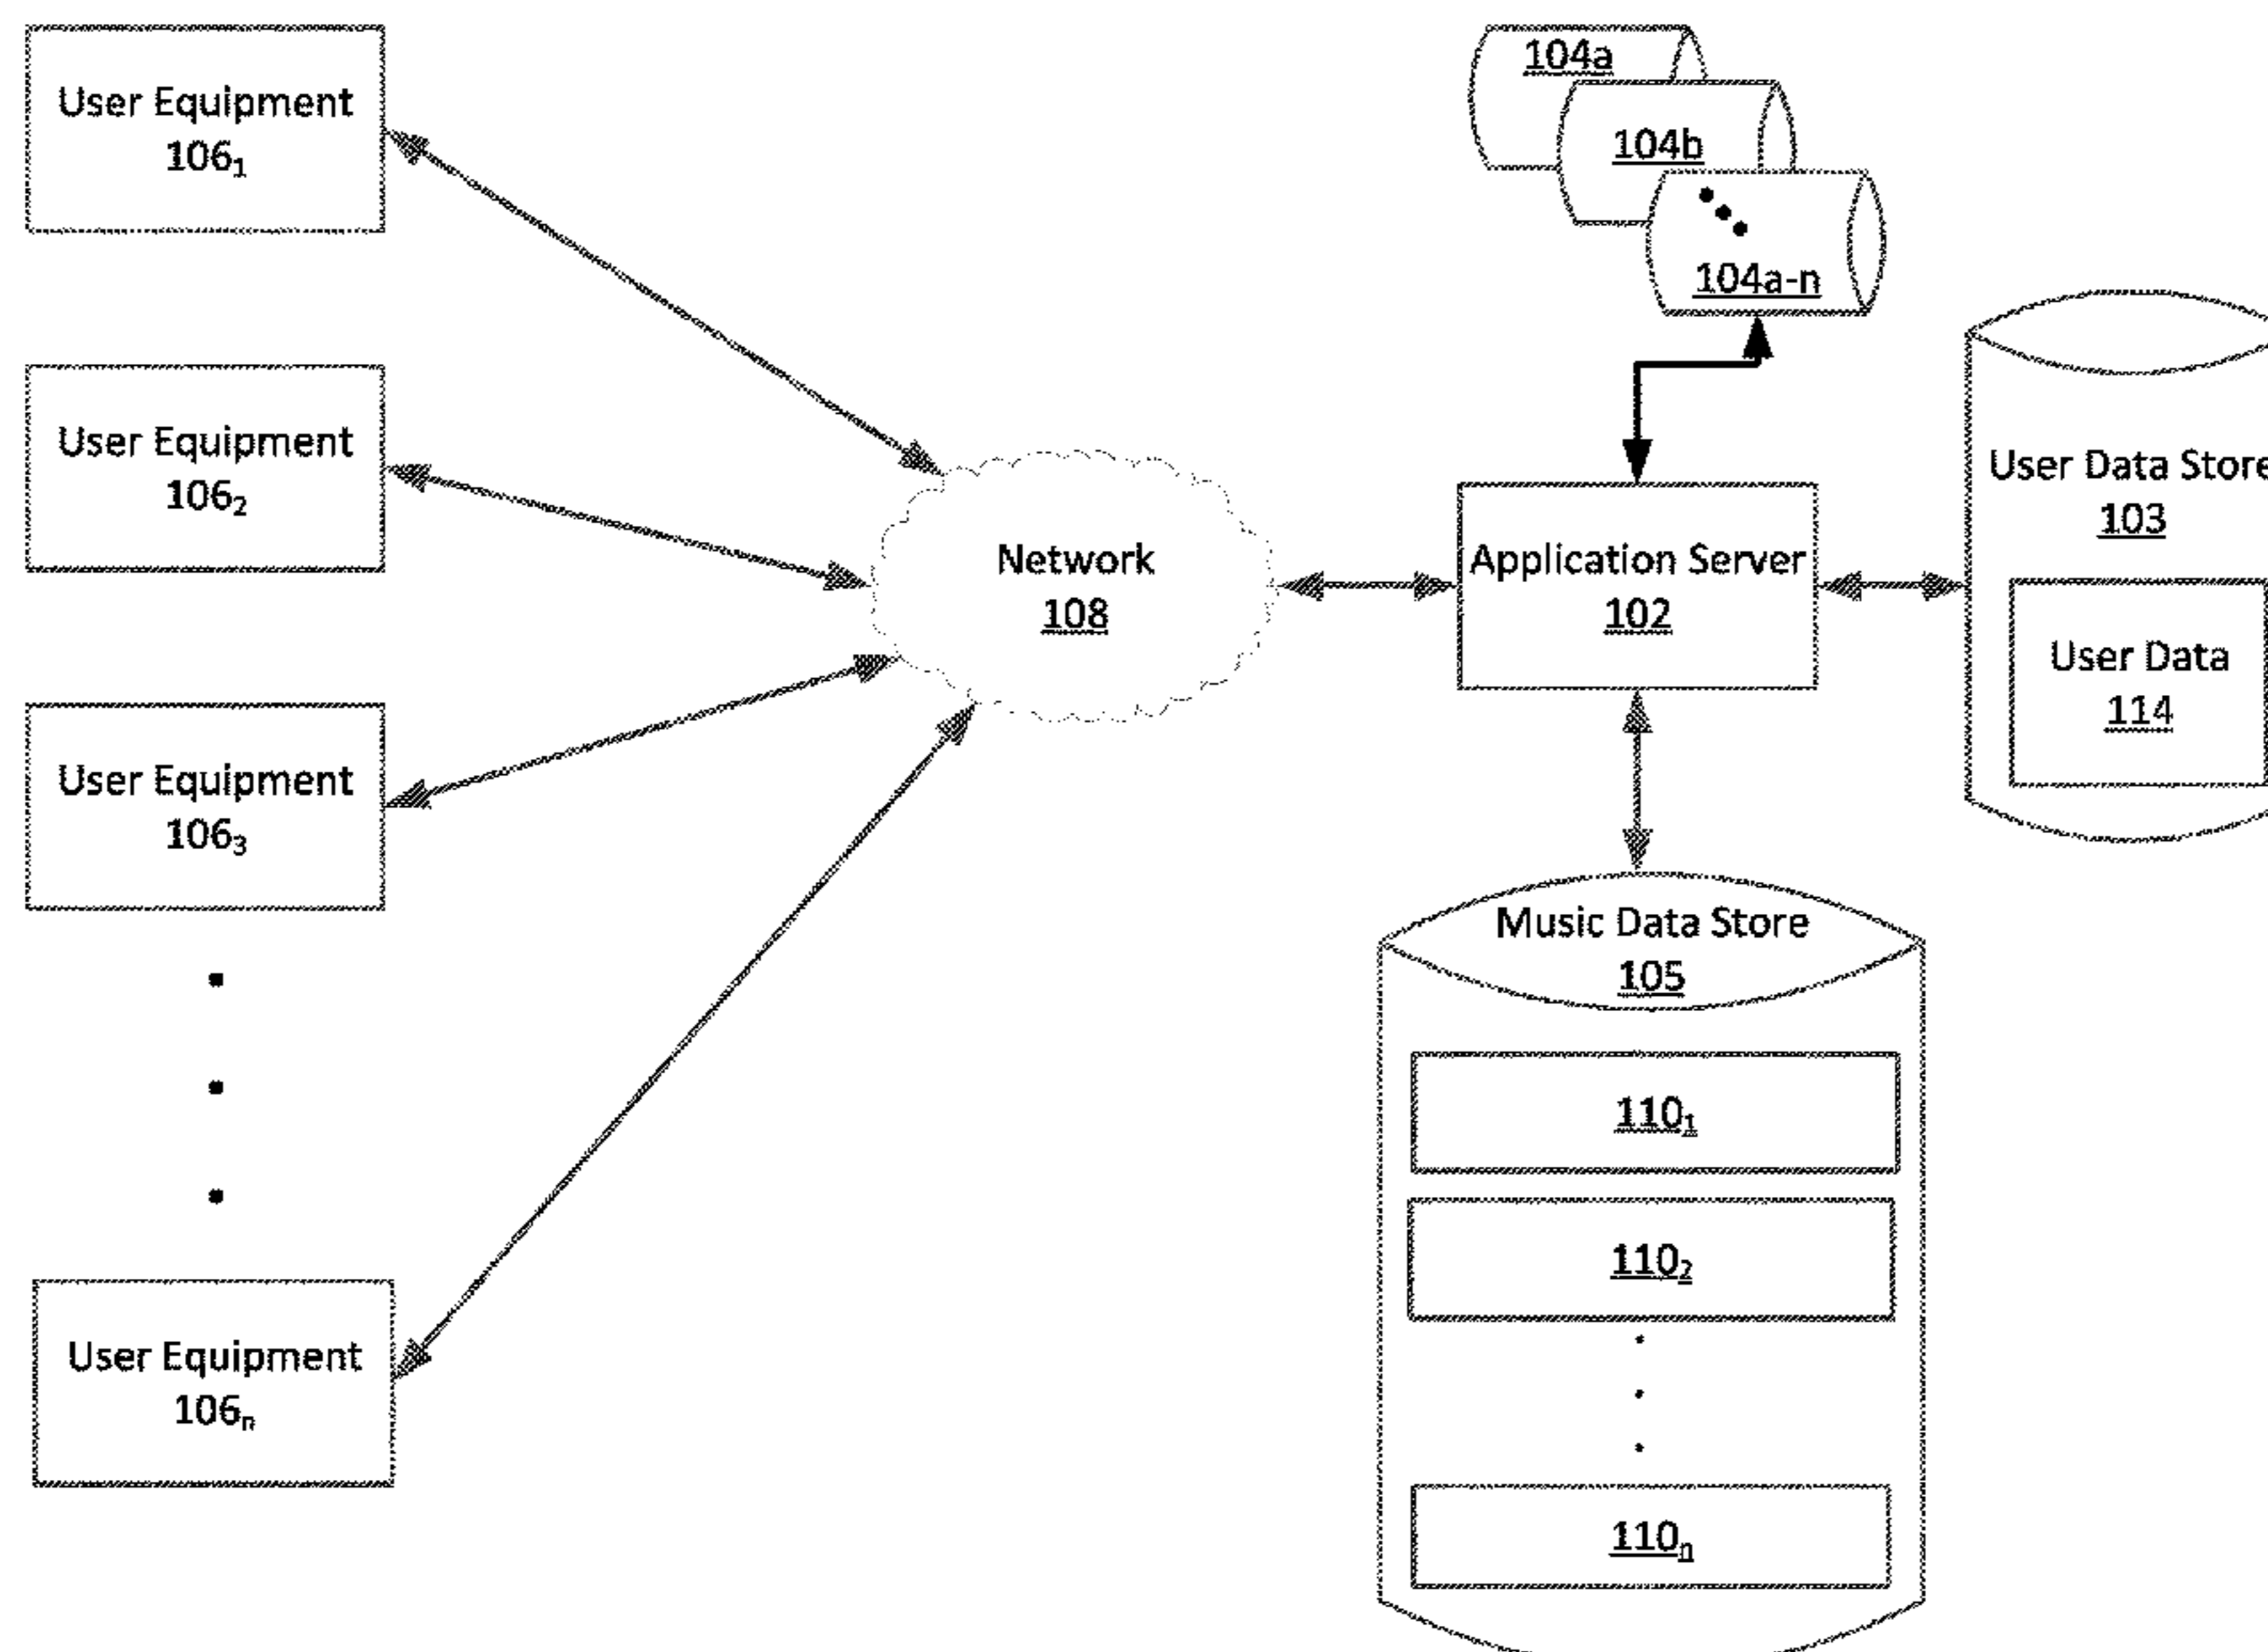 User Equipment
106₁
User Equipment
106₂
User Equipment
106₃
User Equipment
106ₙ
Network
108
104a
104b
104a-n
Application Server
102
User Data Store
103
User Data
114
Music Data Store
105
110₁
110₂
110ₙ